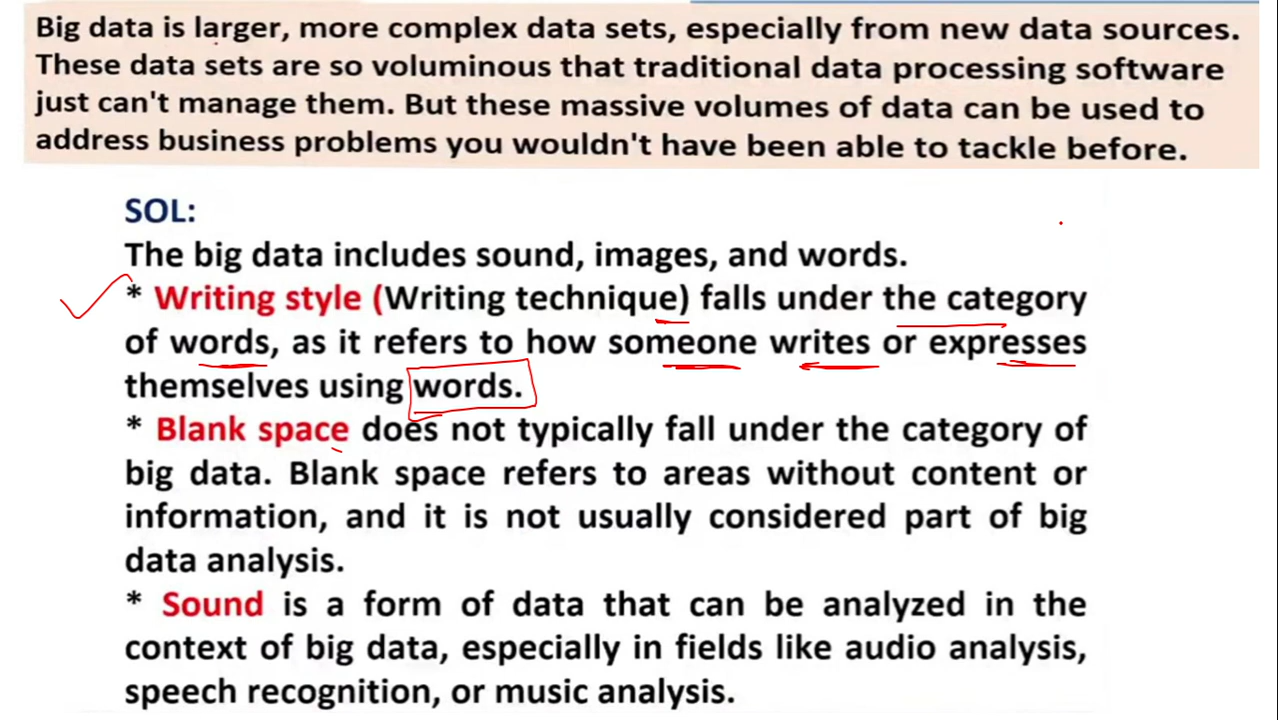 Big data is larger, more complex data sets, especially from new data sources.
These data sets are so voluminous that traditional data processing software
just can't manage them. But these massive volumes of data can be used to
address business problems you wouldn't have been able to tackle before.
SOL:
The big data includes sound, images, and words.
* Writing style (Writing technique) falls under the category
of words, as it refers to how someone writes or expresses
themselves using words.
* Blank space does not typically fall under the category of
big data. Blank space refers to areas without content or
information, and it is not usually considered part of big
data analysis.
* Sound is a form of data that can be analyzed in the
context of big data, especially in fields like audio analysis,
speech recognition, or music analysis.